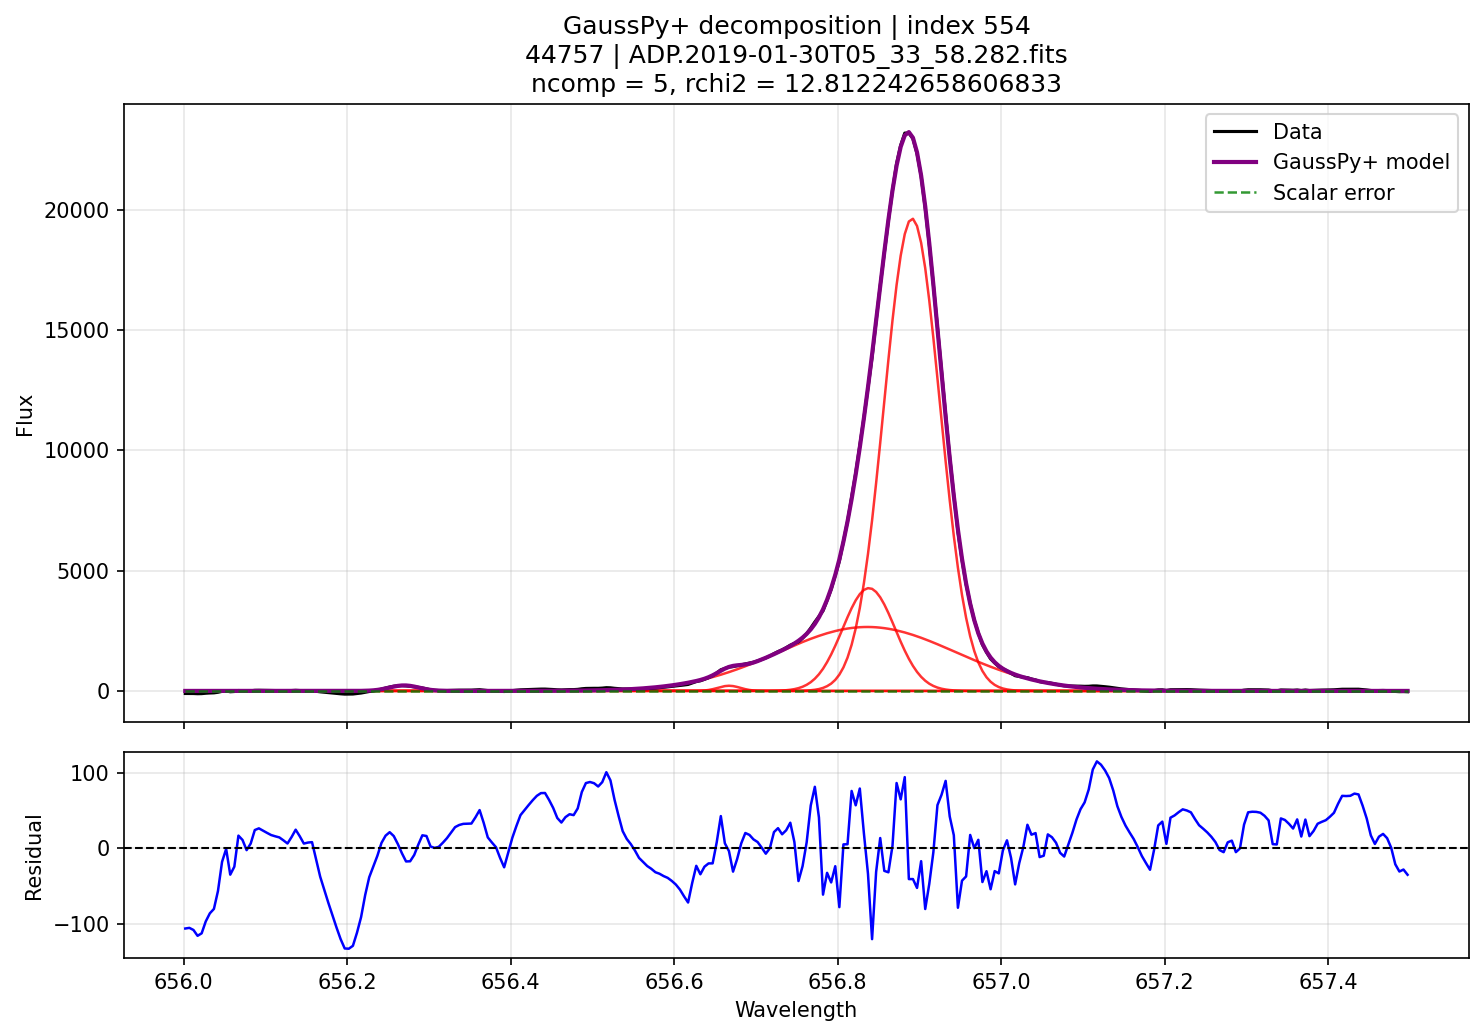 GaussPy+ decomposition | index 554
44757 | ADP.2019-01-30T05_33_58.282.fits
ncomp = 5, rchi2 = 12.812242658606833
Data
GaussPy+ model
Scalar error
Flux
20000
15000
10000
5000
0
Residual
100
0
−100
656.0 656.2 656.4 656.6 656.8 657.0 657.2 657.4
Wavelength